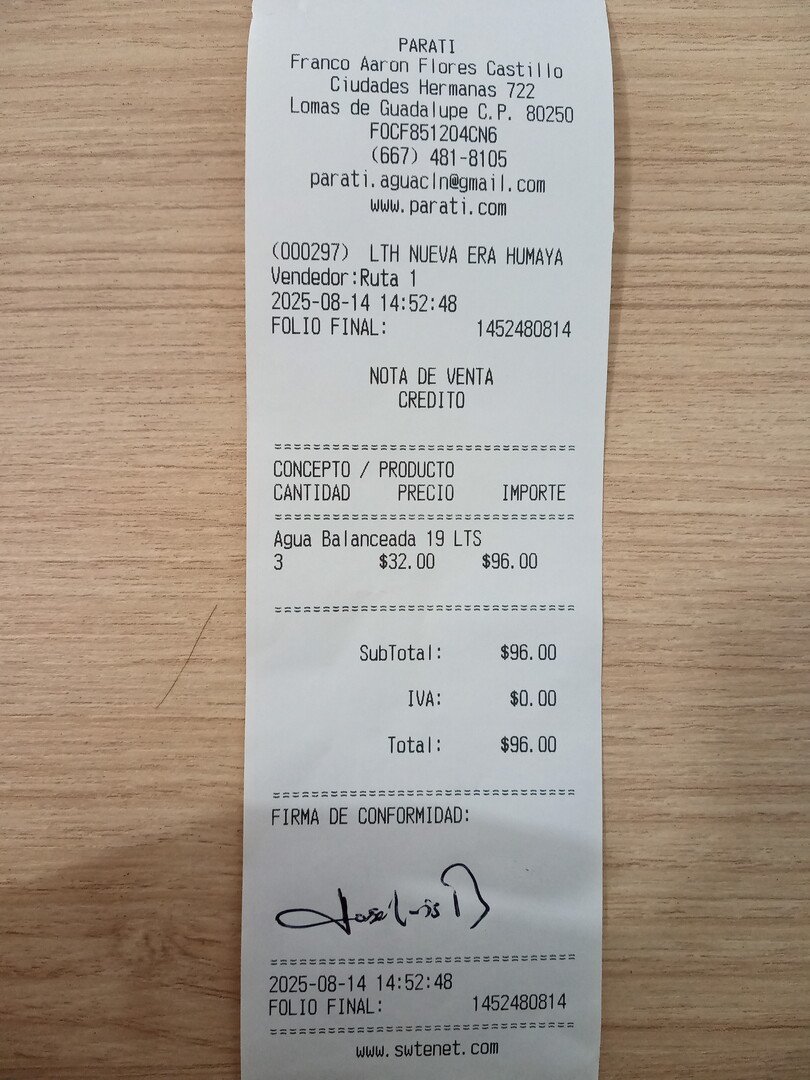 PARATI
Franco Aaron Flores Castillo
Ciudades Hermanas 722
Lomas de Guadalupe C.P. 80250
FOCF851204CN6
(667) 481-8105
parati.aguacln@gmail.com
www.parati.com
(000297) LTH NUEVA ERA HUMAYA
Vendedor:Ruta 1
2025-08-14 14:52:48
FOLIO FINAL: 1452480814
NOTA DE VENTA
CREDITO
===============================
CONCEPTO / PRODUCTO
CANTIDAD PRECIO IMPORTE
===============================
Agua Balanceada 19 LTS
3 $32.00 $96.00
===============================
SubTotal: $96.00
IVA: $0.00
Total: $96.00
===============================
FIRMA DE CONFORMIDAD:
José Luis B
===============================
2025-08-14 14:52:48
FOLIO FINAL: 1452480814
===============================
www.swtenet.com